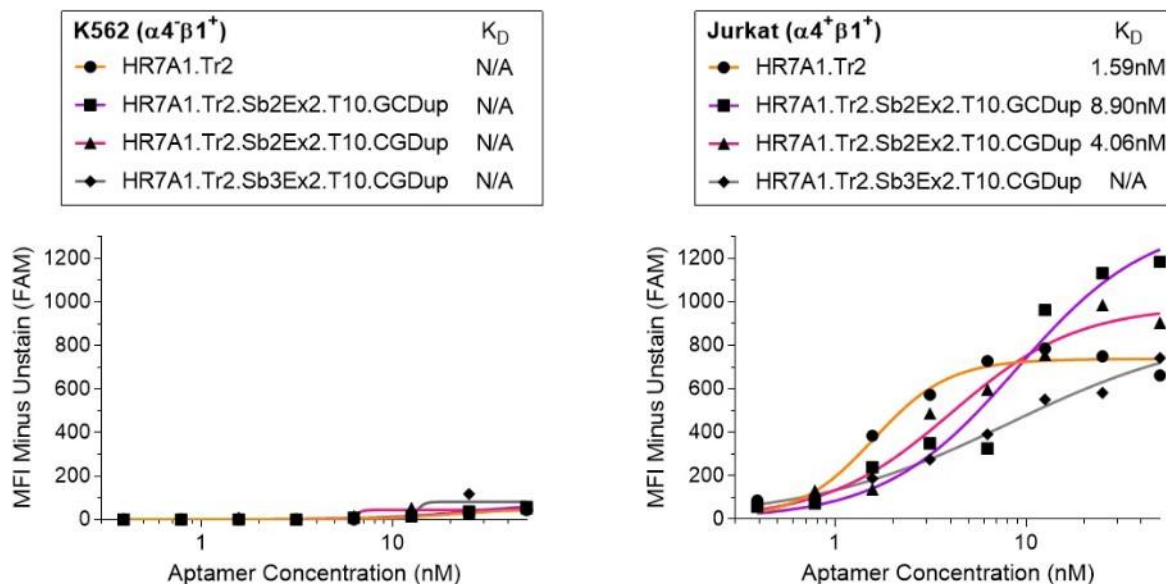 K562 (α4⁻β1⁺) K_D
HR7A1.Tr2 N/A
HR7A1.Tr2.Sb2Ex2.T10.GCDup N/A
HR7A1.Tr2.Sb2Ex2.T10.CGDup N/A
HR7A1.Tr2.Sb3Ex2.T10.CGDup N/A
MFI Minus Unstain (FAM)
1200
1000
800
600
400
200
0
1 10
Aptamer Concentration (nM)
Jurkat (α4⁺β1⁺) K_D
HR7A1.Tr2 1.59nM
HR7A1.Tr2.Sb2Ex2.T10.GCDup 8.90nM
HR7A1.Tr2.Sb2Ex2.T10.CGDup 4.06nM
HR7A1.Tr2.Sb3Ex2.T10.CGDup N/A
MFI Minus Unstain (FAM)
1200
1000
800
600
400
200
0
1 10
Aptamer Concentration (nM)